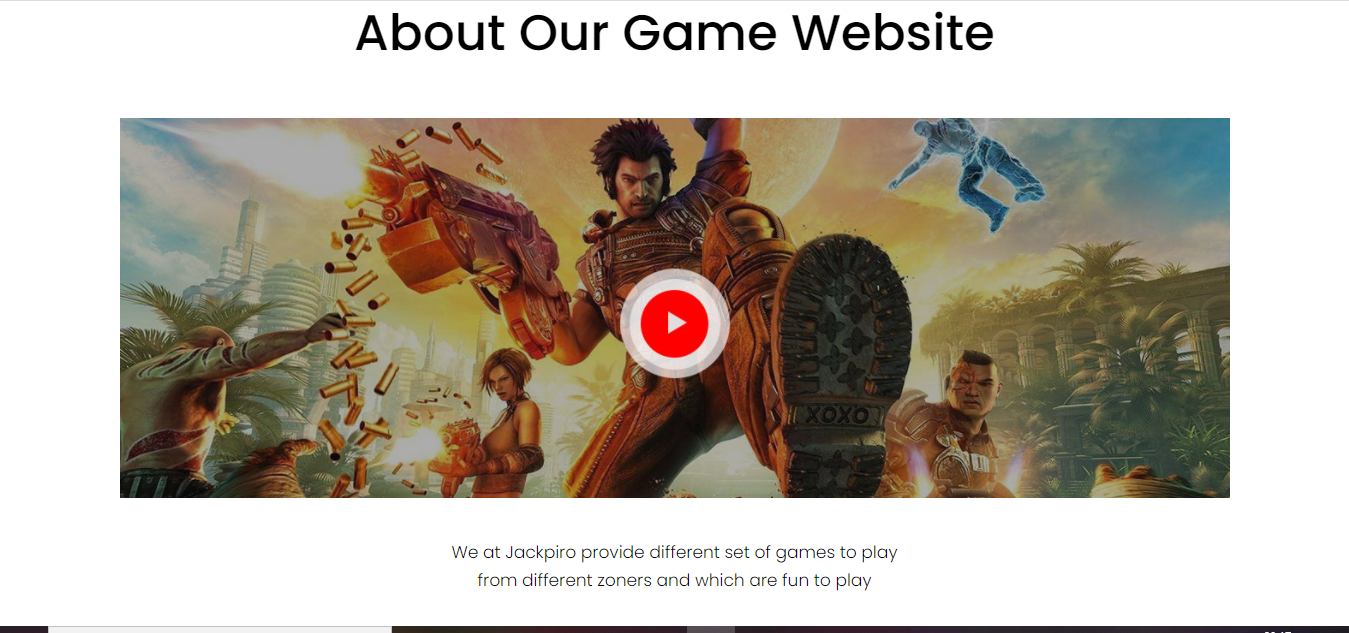 About Our Game Website
XOXO
We at Jackpiro provide different set of games to play
from different zoners and which are fun to play